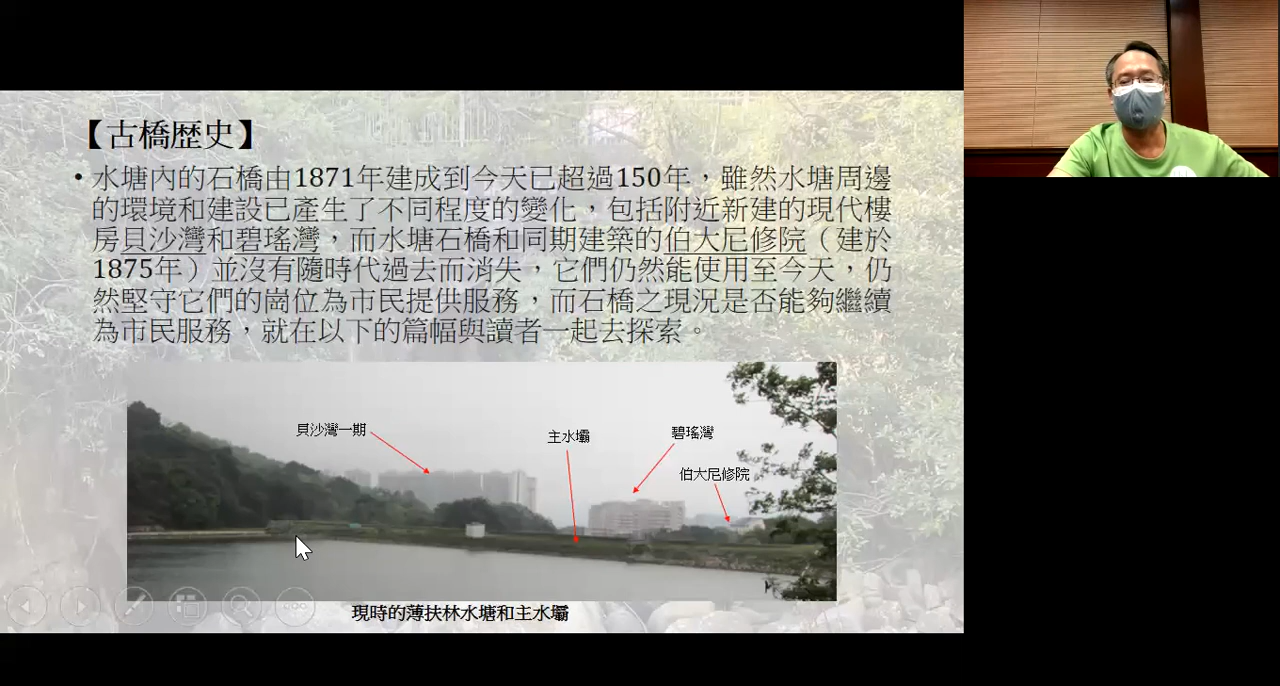 【古橋歷史】
• 水塘內的石橋由1871年建成到今天已超過150年，雖然水塘周邊
的環境和建設已產生了不同程度的變化，包括附近新建的現代樓
房貝沙灣和碧瑤灣，而水塘石橋和同期建築的伯大尼修院（建於
1875年）並沒有隨時代過去而消失，它們仍然能使用至今天，仍
然堅守它們的崗位為市民提供服務，而石橋之現況是否能夠繼續
為市民服務，就在以下的篇幅與讀者一起去探索。
貝沙灣一期
主水壩
碧瑤灣
伯大尼修院
現時的薄扶林水塘和主水壩